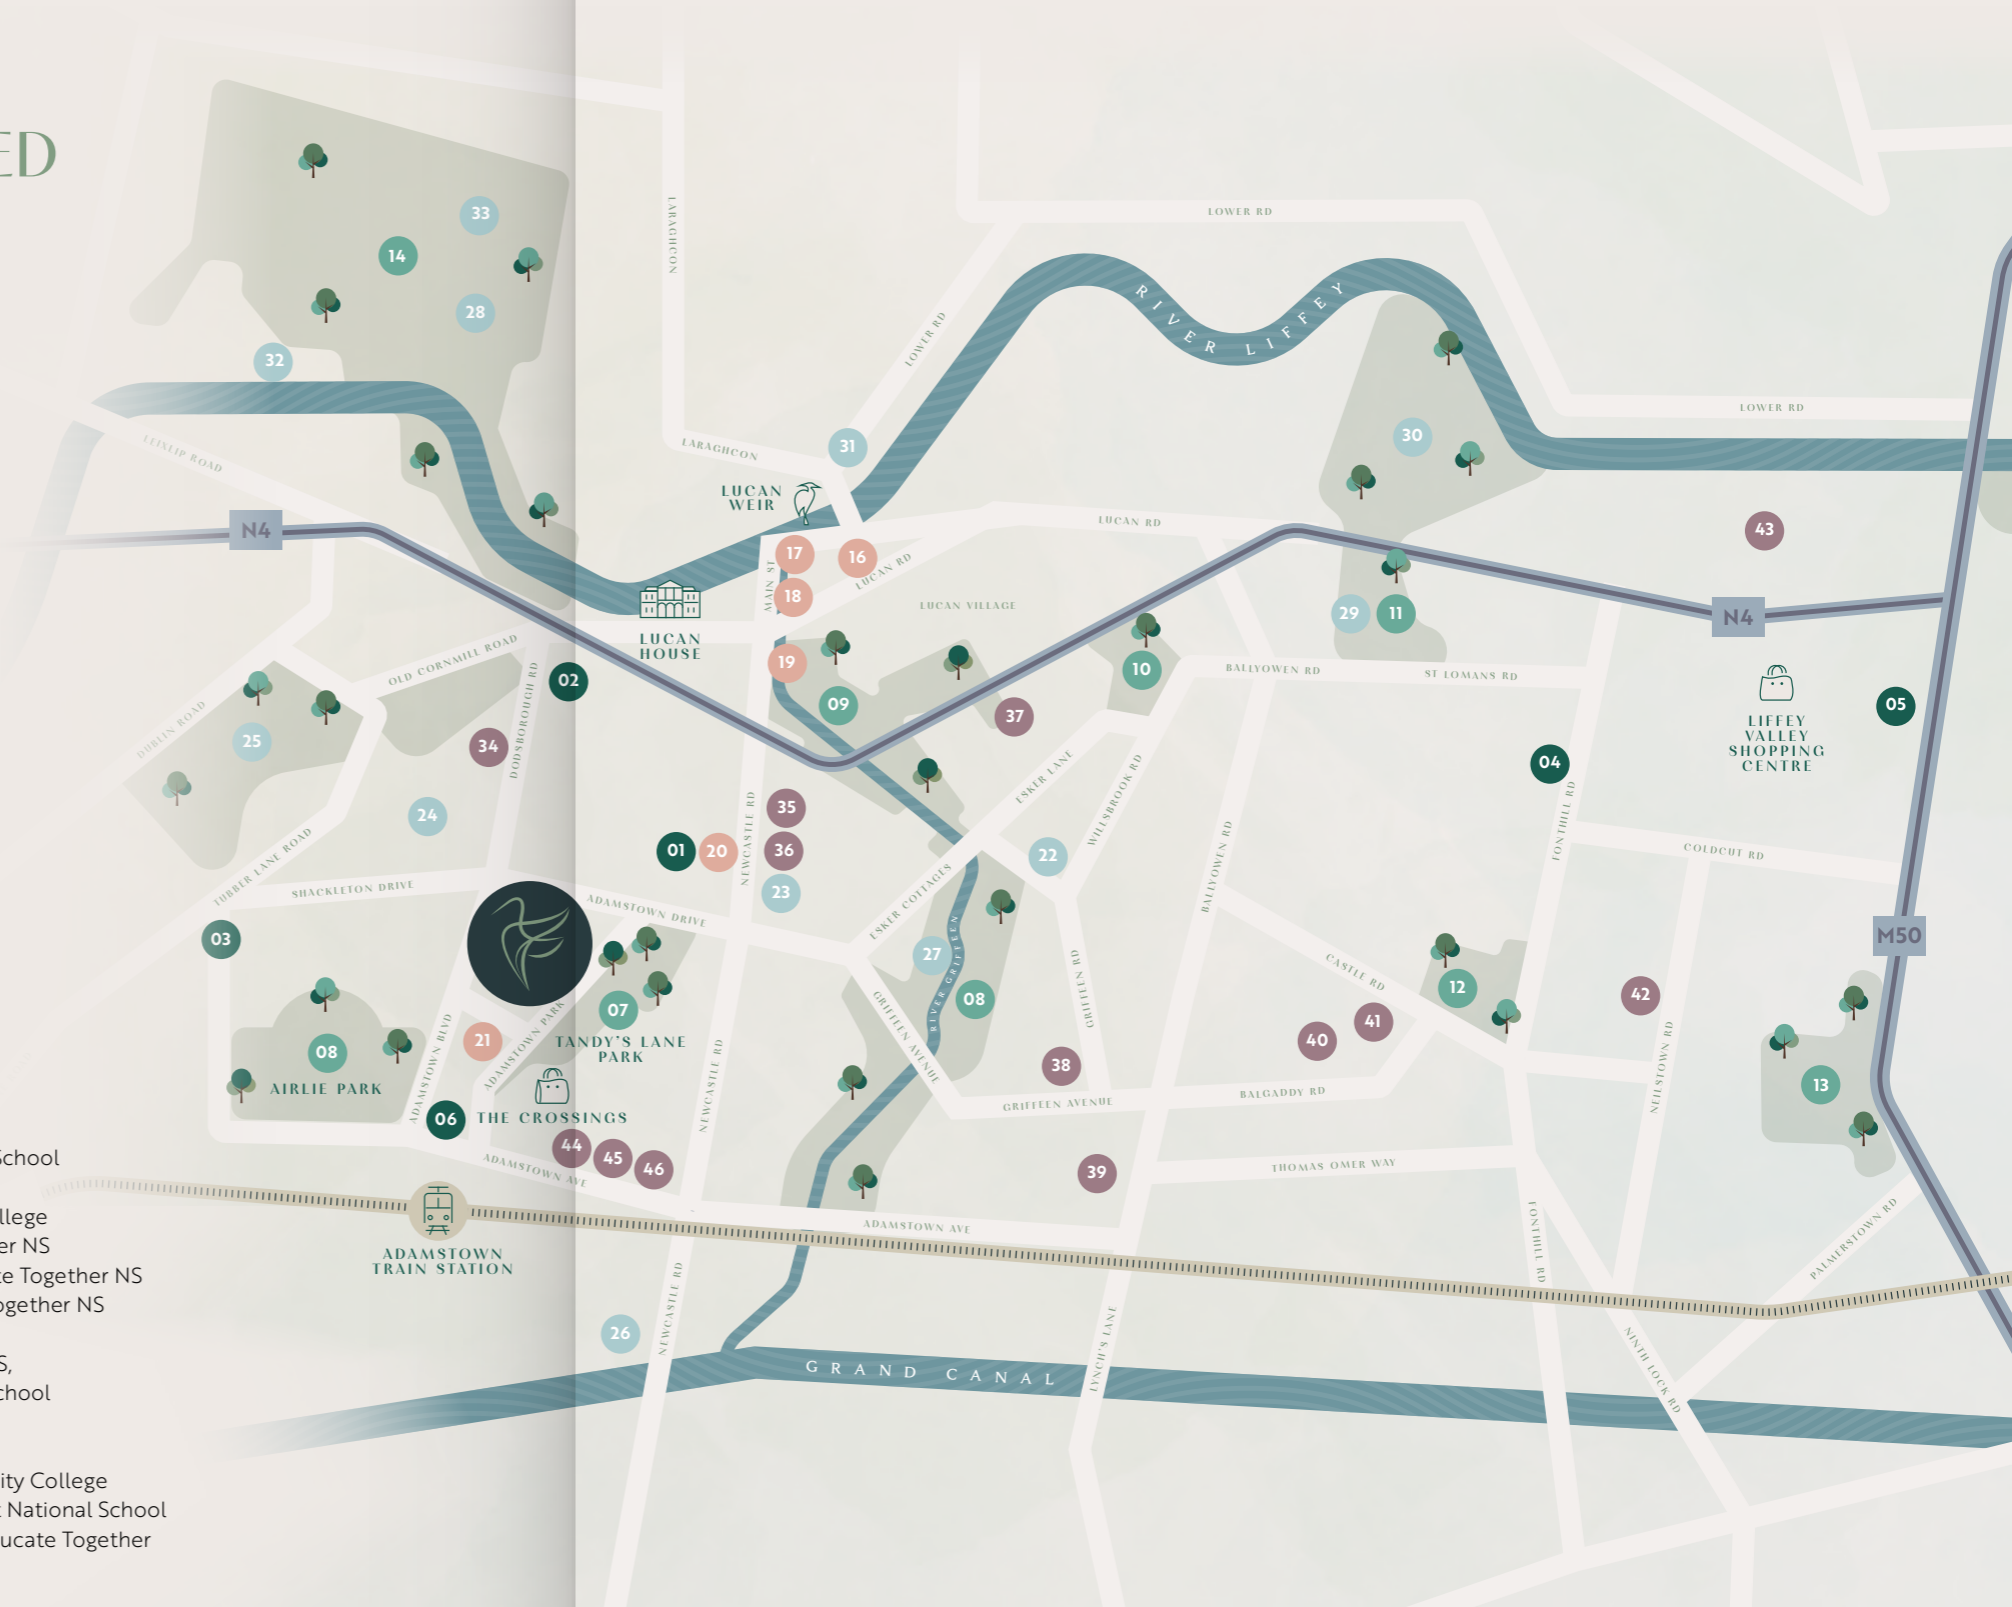 ED
33
14
28
32
LARAGHCON
LOWER RD
RIVER LIFFEY
LOWER RD
LOWER RD
LEIXLIP ROAD
N4
LARAGHCON
31
LUCAN
WEIR
30
LUCAN RD
43
17
16
18
MAIN ST
LUCAN RD
LUCAN VILLAGE
29
11
N4
LUCAN
HOUSE
OLD CORNMILL ROAD
02
19
10
BALLYOWEN RD
ST LOMANS RD
DUBLIN ROAD
25
34
DODSBOROUGH RD
09
37
05
LIFFEY
VALLEY
SHOPPING
CENTRE
04
ESKER LANE
WILLSBROOK RD
24
35
01
20
36
NEWCASTLE RD
23
22
FONTHILL RD
COLDCUT RD
TUBBER LANE ROAD
SHACKLETON DRIVE
ADAMSTOWN DRIVE
ESKER COTTAGES
BALLYOWEN RD
03
27
RIVER GRIFFEEN
08
GRIFFEEN RD
CASTLE RD
12
42
M50
07
TANDY'S LANE
PARK
21
ADAMSTOWN PARK
ADAMSTOWN BLVD
08
AIRLIE PARK
GRIFFEEN AVENUE
38
40
41
NEILSTOWN RD
13
06
THE CROSSINGS
NEWCASTLE RD
GRIFFEEN AVENUE
BALGADDY RD
44
45
46
ADAMSTOWN AVE
39
THOMAS OMER WAY
School
ADAMSTOWN AVE
FONTHILL RD
PALMERSTOWN RD
llege
er NS
te Together NS
ogether NS
ADAMSTOWN
TRAIN STATION
26
NEWCASTLE RD
GRAND CANAL
LYNCH'S LANE
NINTH LOCK RD
S,
chool
ity College
t National School
ucate Together